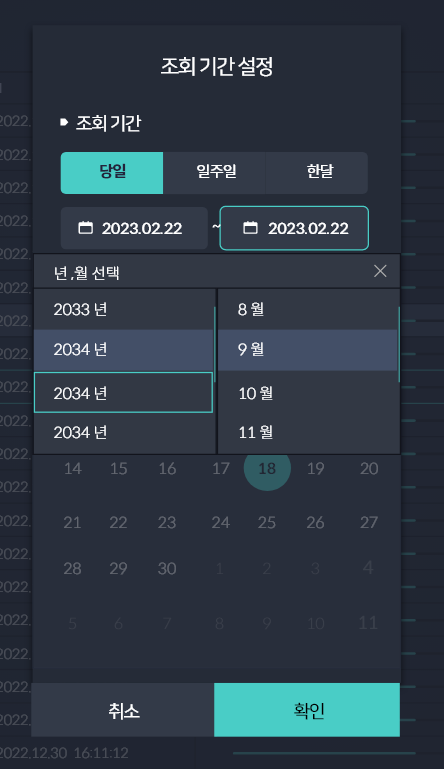 조회 기간 설정
조회 기간
당일 일주일 한달
2023.02.22 ~ 2023.02.22
년 ,월 선택
2033 년 8 월
2034 년 9 월
2034 년 10 월
2034 년 11 월
14 15 16 17 18 19 20
21 22 23 24 25 26 27
28 29 30 1 2 3 4
5 6 7 8 9 10 11
취소 확인
2022.12.30 16:11:12